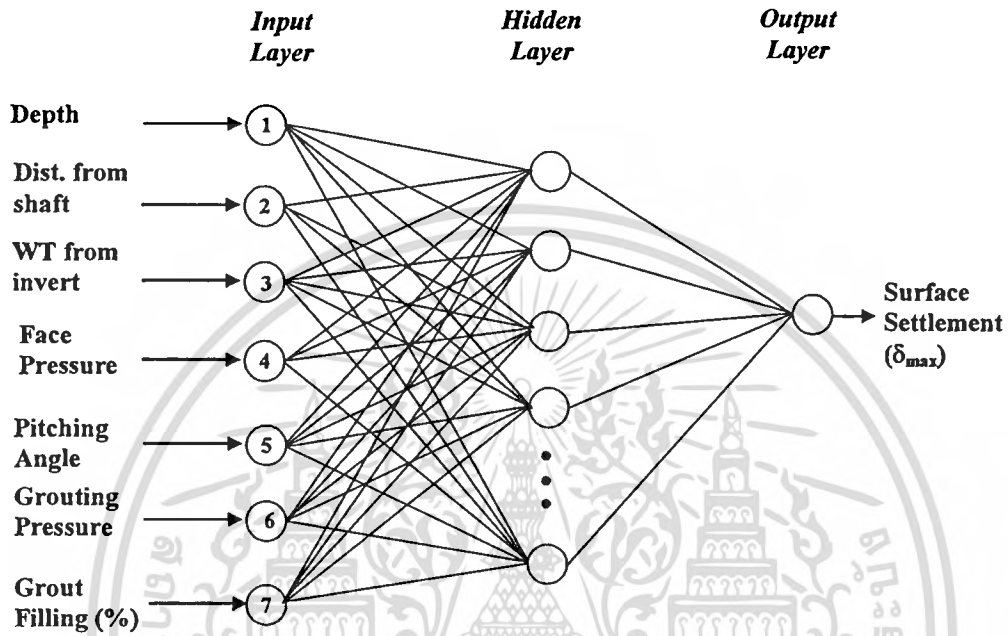 Input Layer
Hidden Layer
Output Layer
Depth
1
Dist. from
shaft
2
WT from
invert
3
Face
Pressure
4
Pitching
Angle
5
Grouting
Pressure
6
Grout
Filling (%)
7
Surface
Settlement
(δmax)